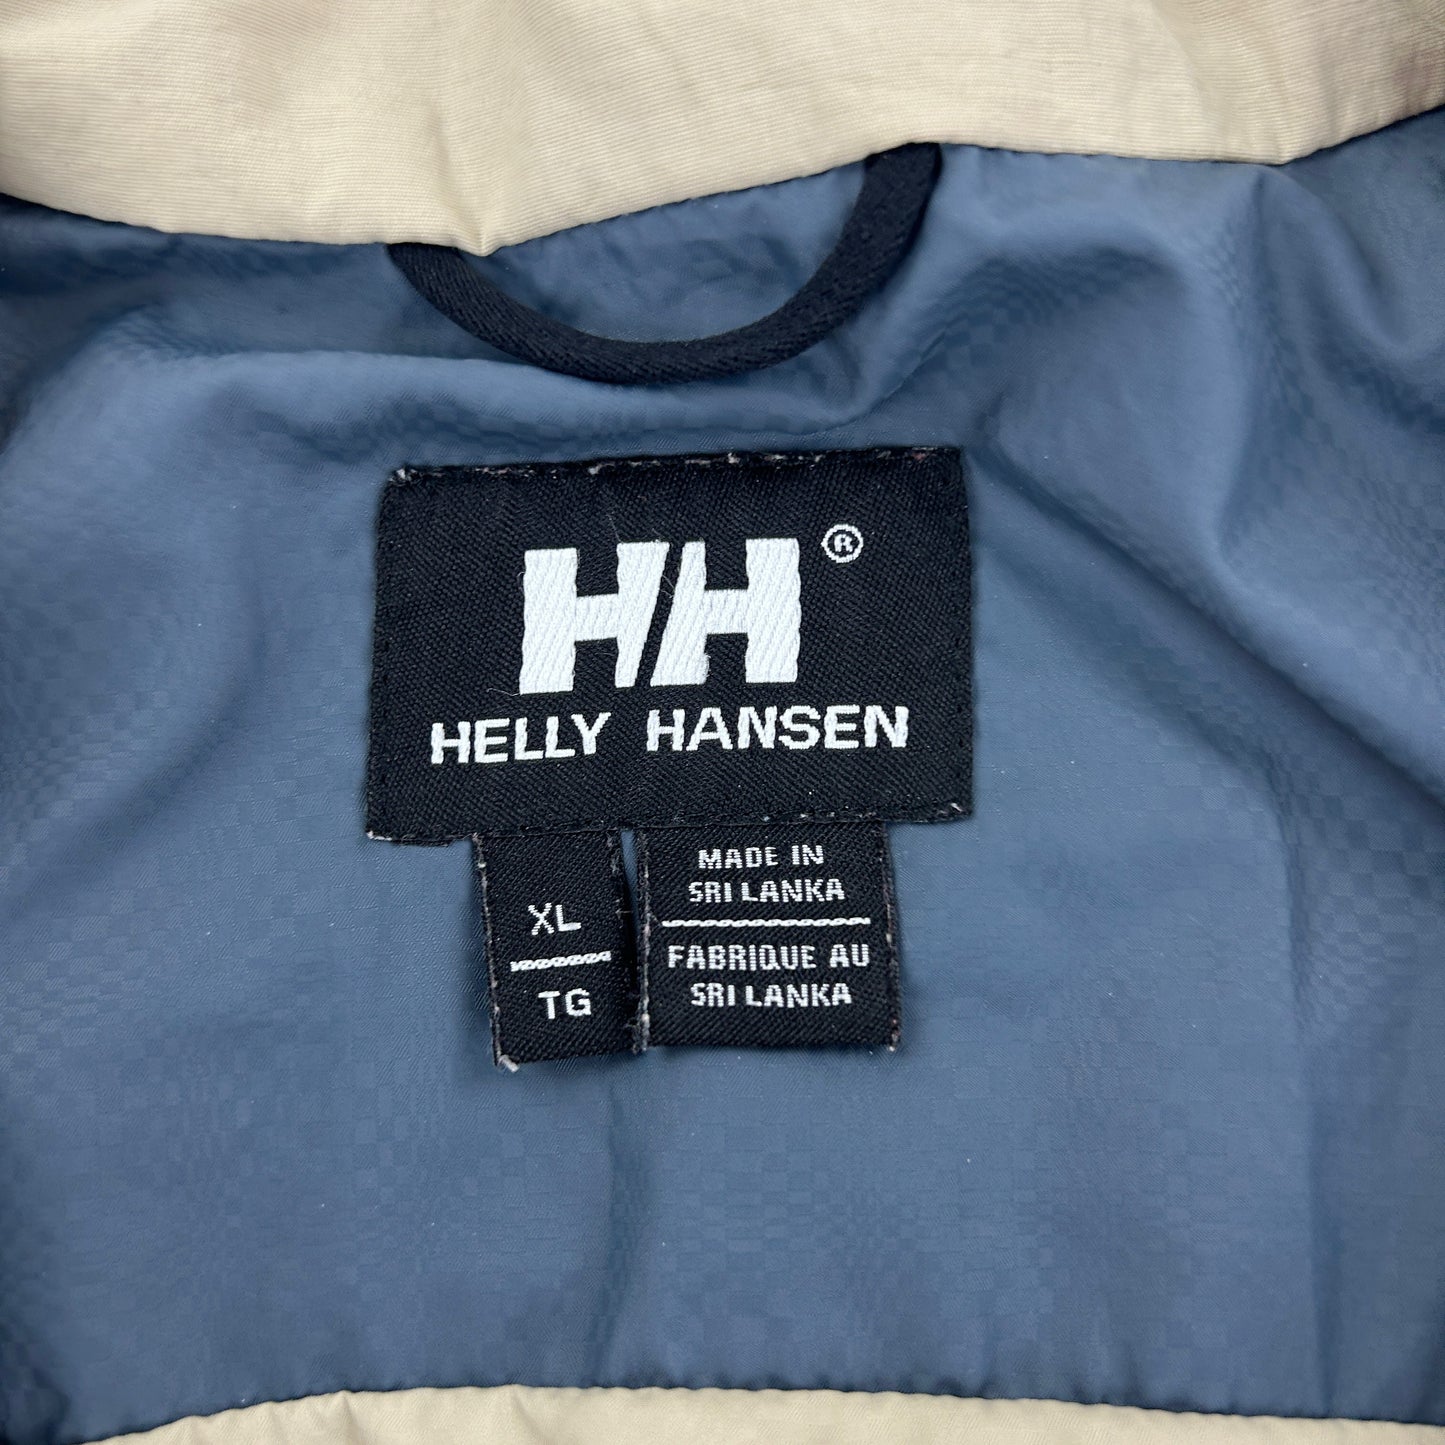 HH®
HELLY HANSEN
XL
TG
MADE IN
SRI LANKA
FABRIQUE AU
SRI LANKA